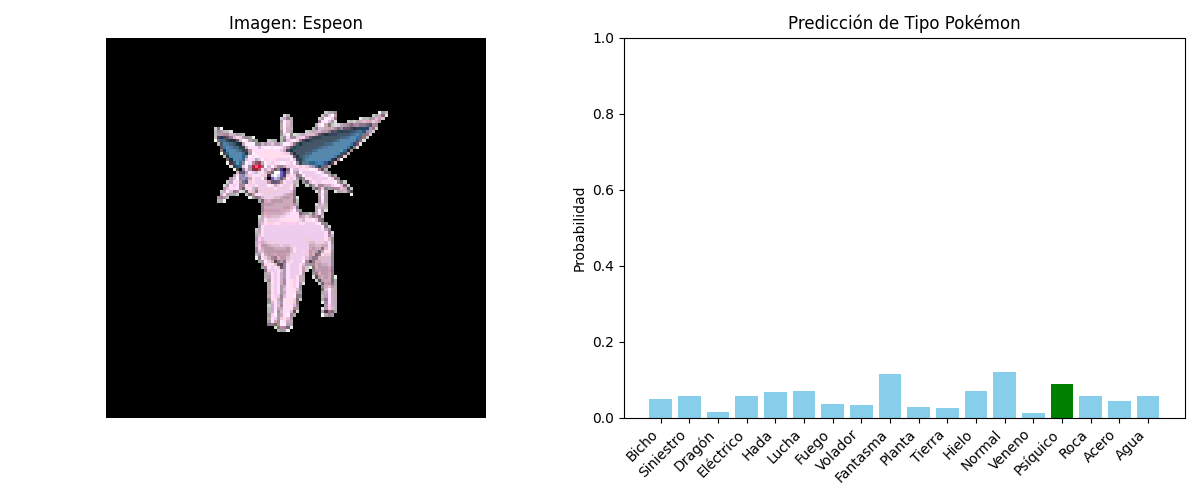 Imagen: Espeon
Predicción de Tipo Pokémon
Probabilidad
1.0
0.8
0.6
0.4
0.2
0.0
Bicho
Siniestro
Dragón
Eléctrico
Hada
Lucha
Fuego
Volador
Fantasma
Planta
Tierra
Hielo
Normal
Veneno
Psíquico
Roca
Acero
Agua